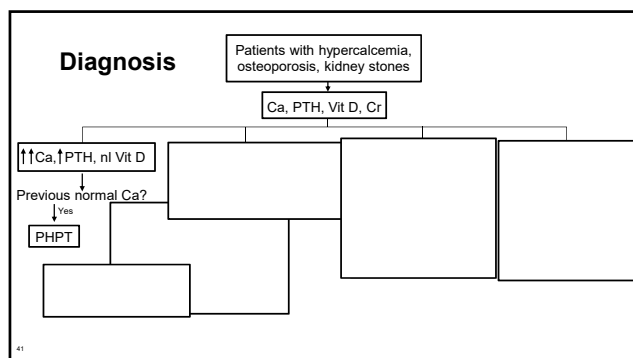 Diagnosis
Patients with hypercalcemia,
osteoporosis, kidney stones
Ca, PTH, Vit D, Cr
↑↑Ca,↑PTH, nl Vit D
Previous normal Ca?
Yes
PHPT
41